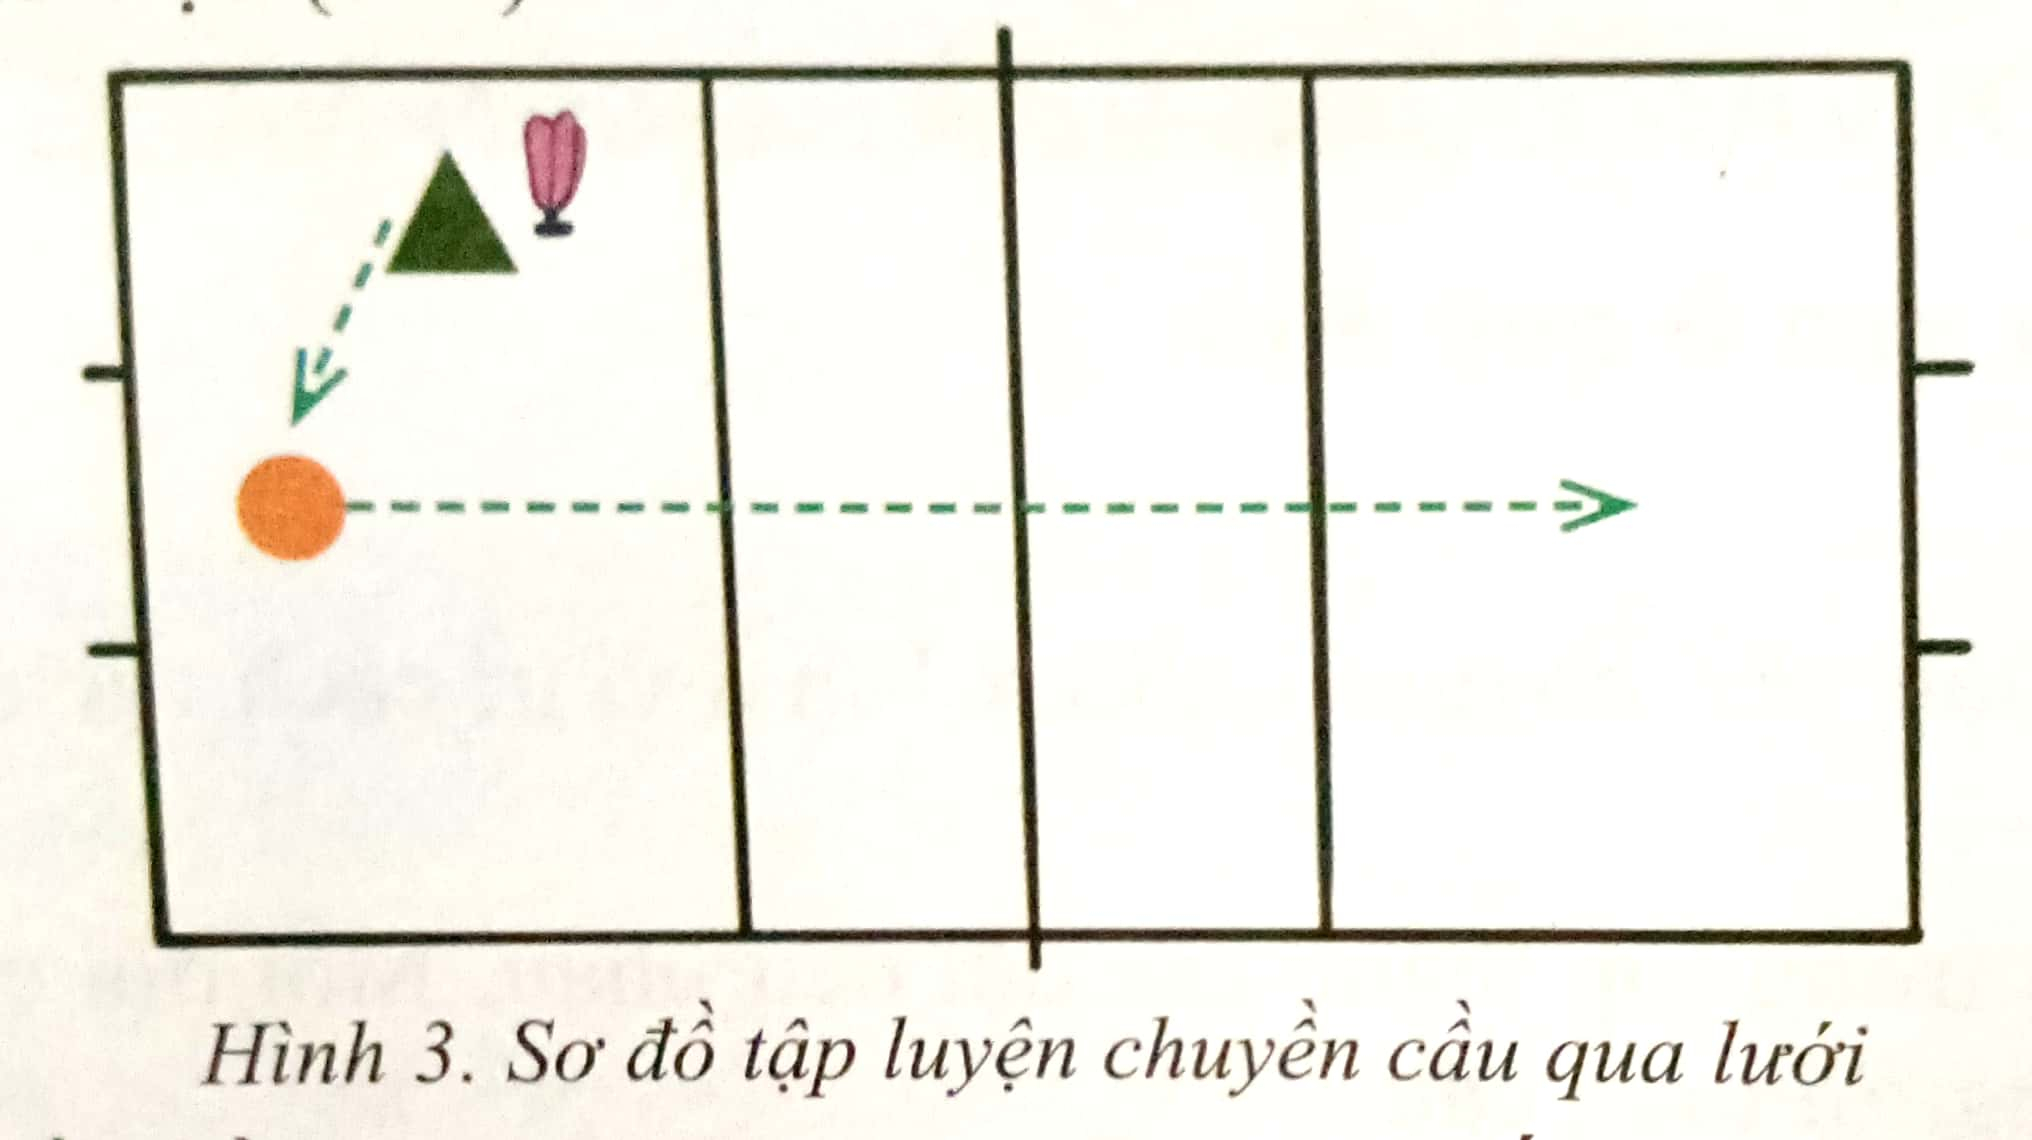 Hình 3. Sơ đồ tập luyện chuyền cầu qua lưới